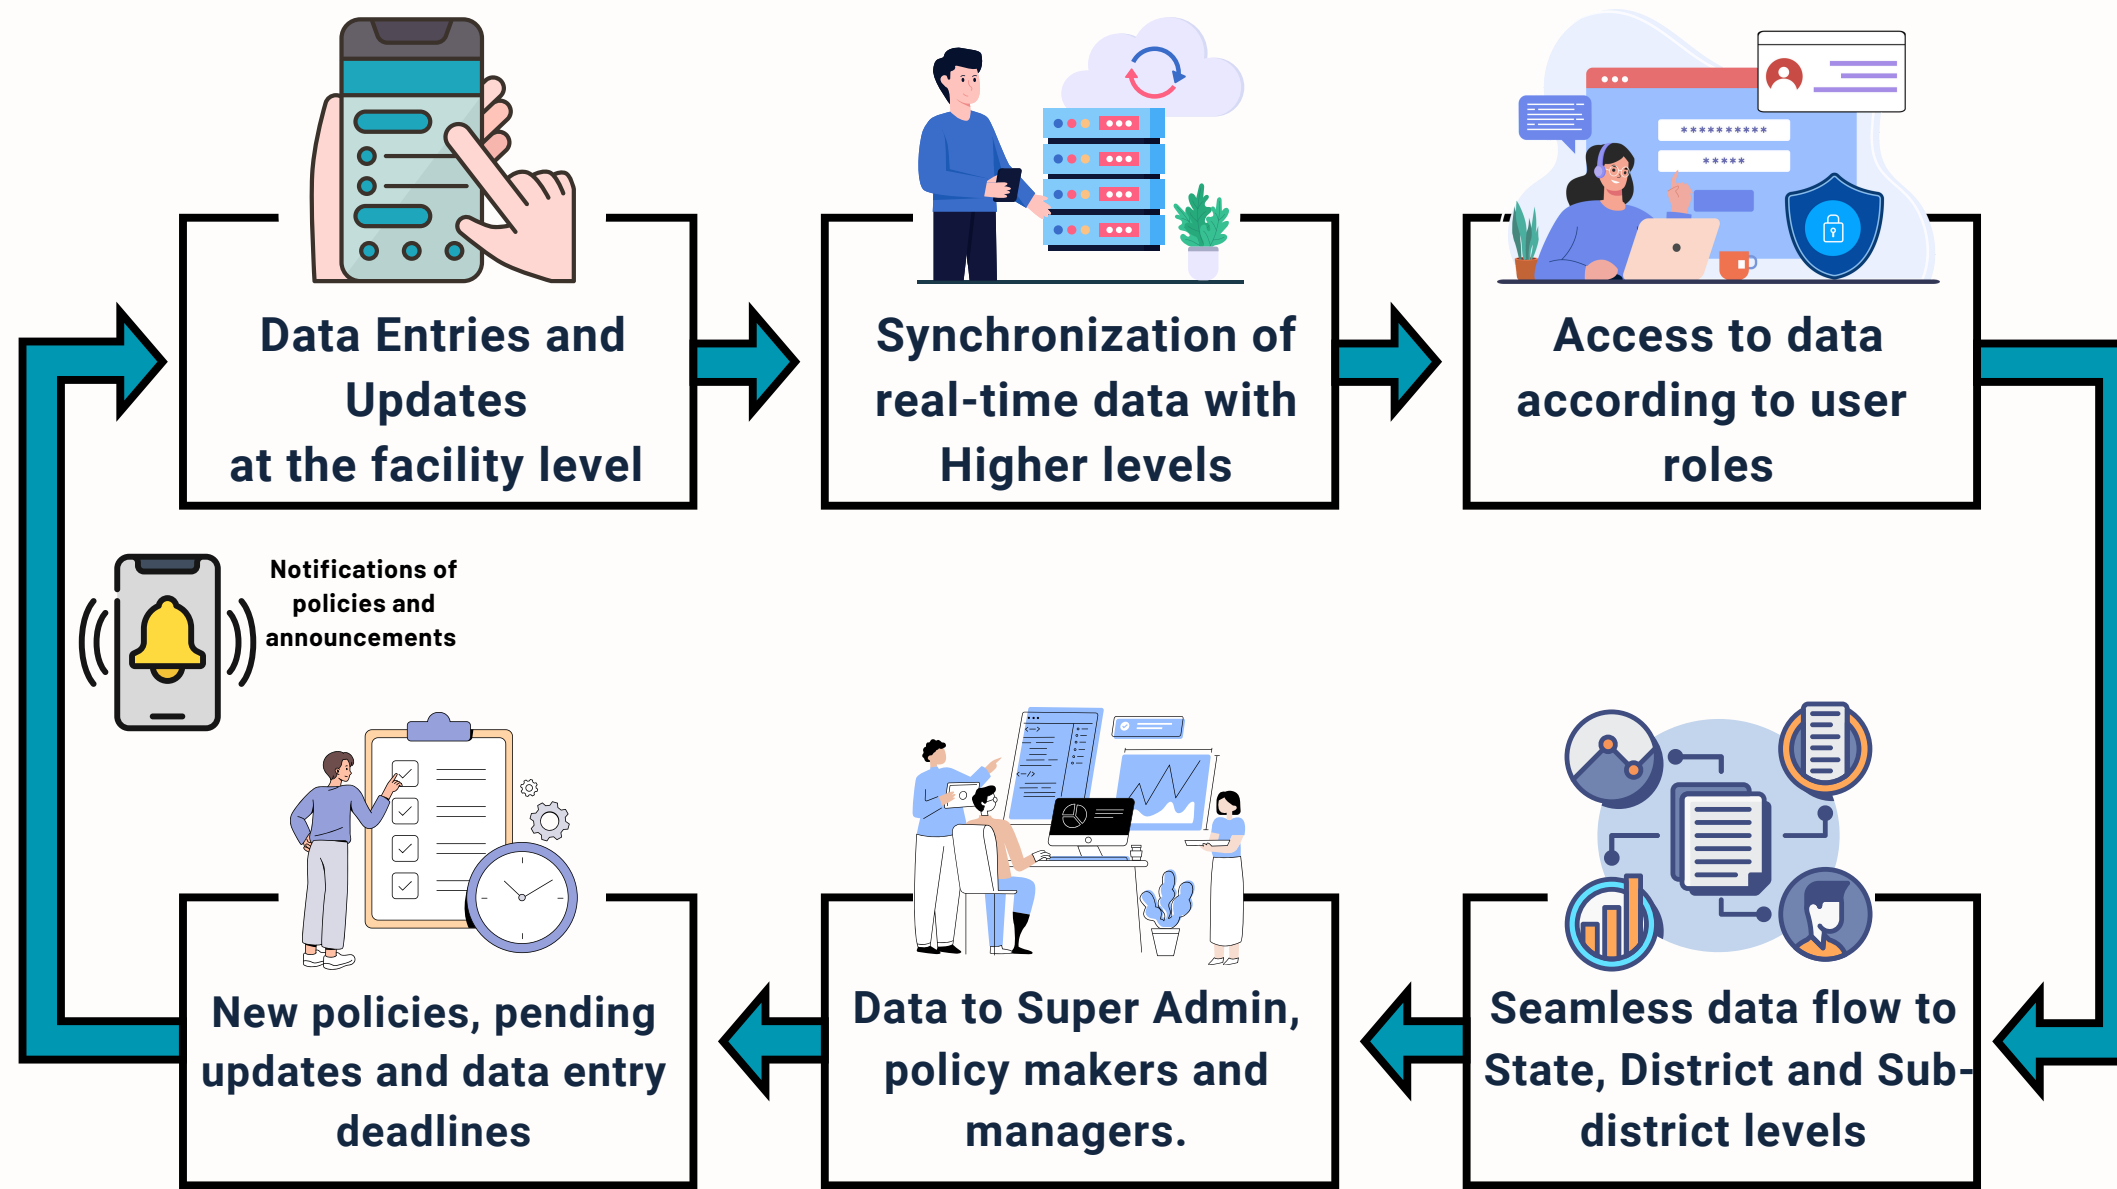 Data Entries and
Updates
at the facility level
Synchronization of
real-time data with
Higher levels
**********
*****
Access to data
according to user
roles
Notifications of
policies and
announcements
New policies, pending
updates and data entry
deadlines
Data to Super Admin,
policy makers and
managers.
Seamless data flow to
State, District and Sub-
district levels